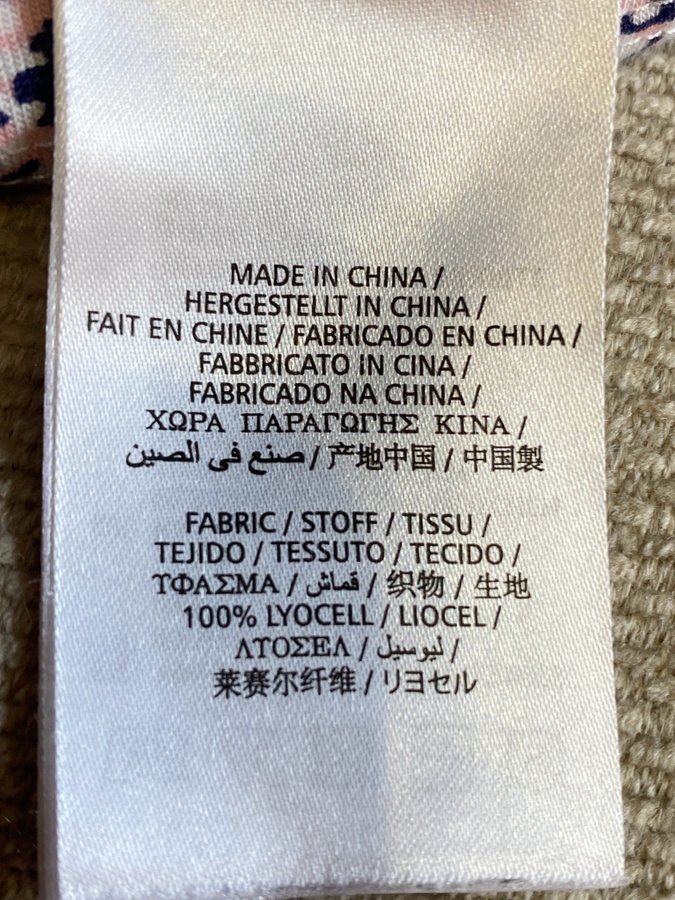 MADE IN CHINA /
HERGESTELLT IN CHINA /
FAIT EN CHINE / FABRICADO EN CHINA /
FABBRICATO IN CINA /
FABRICADO NA CHINA /
ΧΩΡΑ ΠΑΡΑΓΩΓΗΣ ΚΙΝΑ /
صنع في الصين / 产地中国 / 中国製
FABRIC / STOFF / TISSU /
TEJIDO / TESSUTO / TECIDO /
ΥΦΑΣΜΑ / قماش / 织物 / 生地
100% LYOCELL / LIOCEL /
ΛΥΟΣΕΛ / ليوسيل /
莱赛尔纤维 / リヨセル